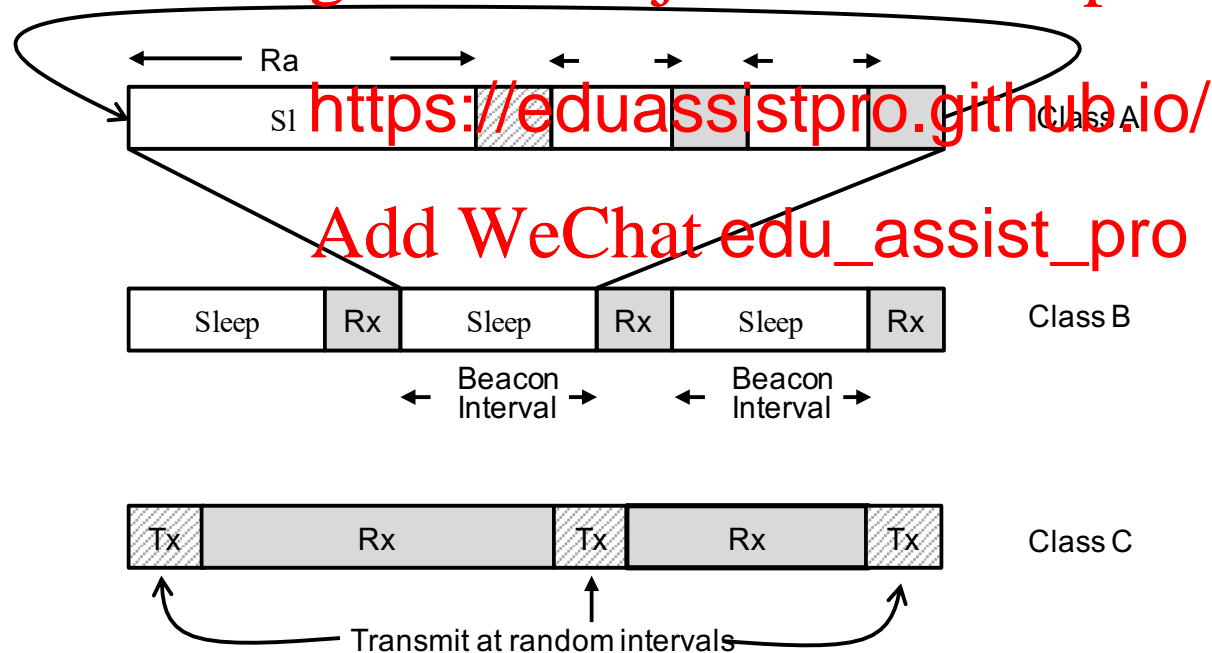 Ra
Sl
https://eduassistpro.github.io/
Class A
Add WeChat edu_assist_pro
Sleep Rx Sleep Rx Sleep Rx Class B
Beacon Interval
Beacon Interval
Tx Rx Tx Rx Tx Class C
Transmit at random intervals